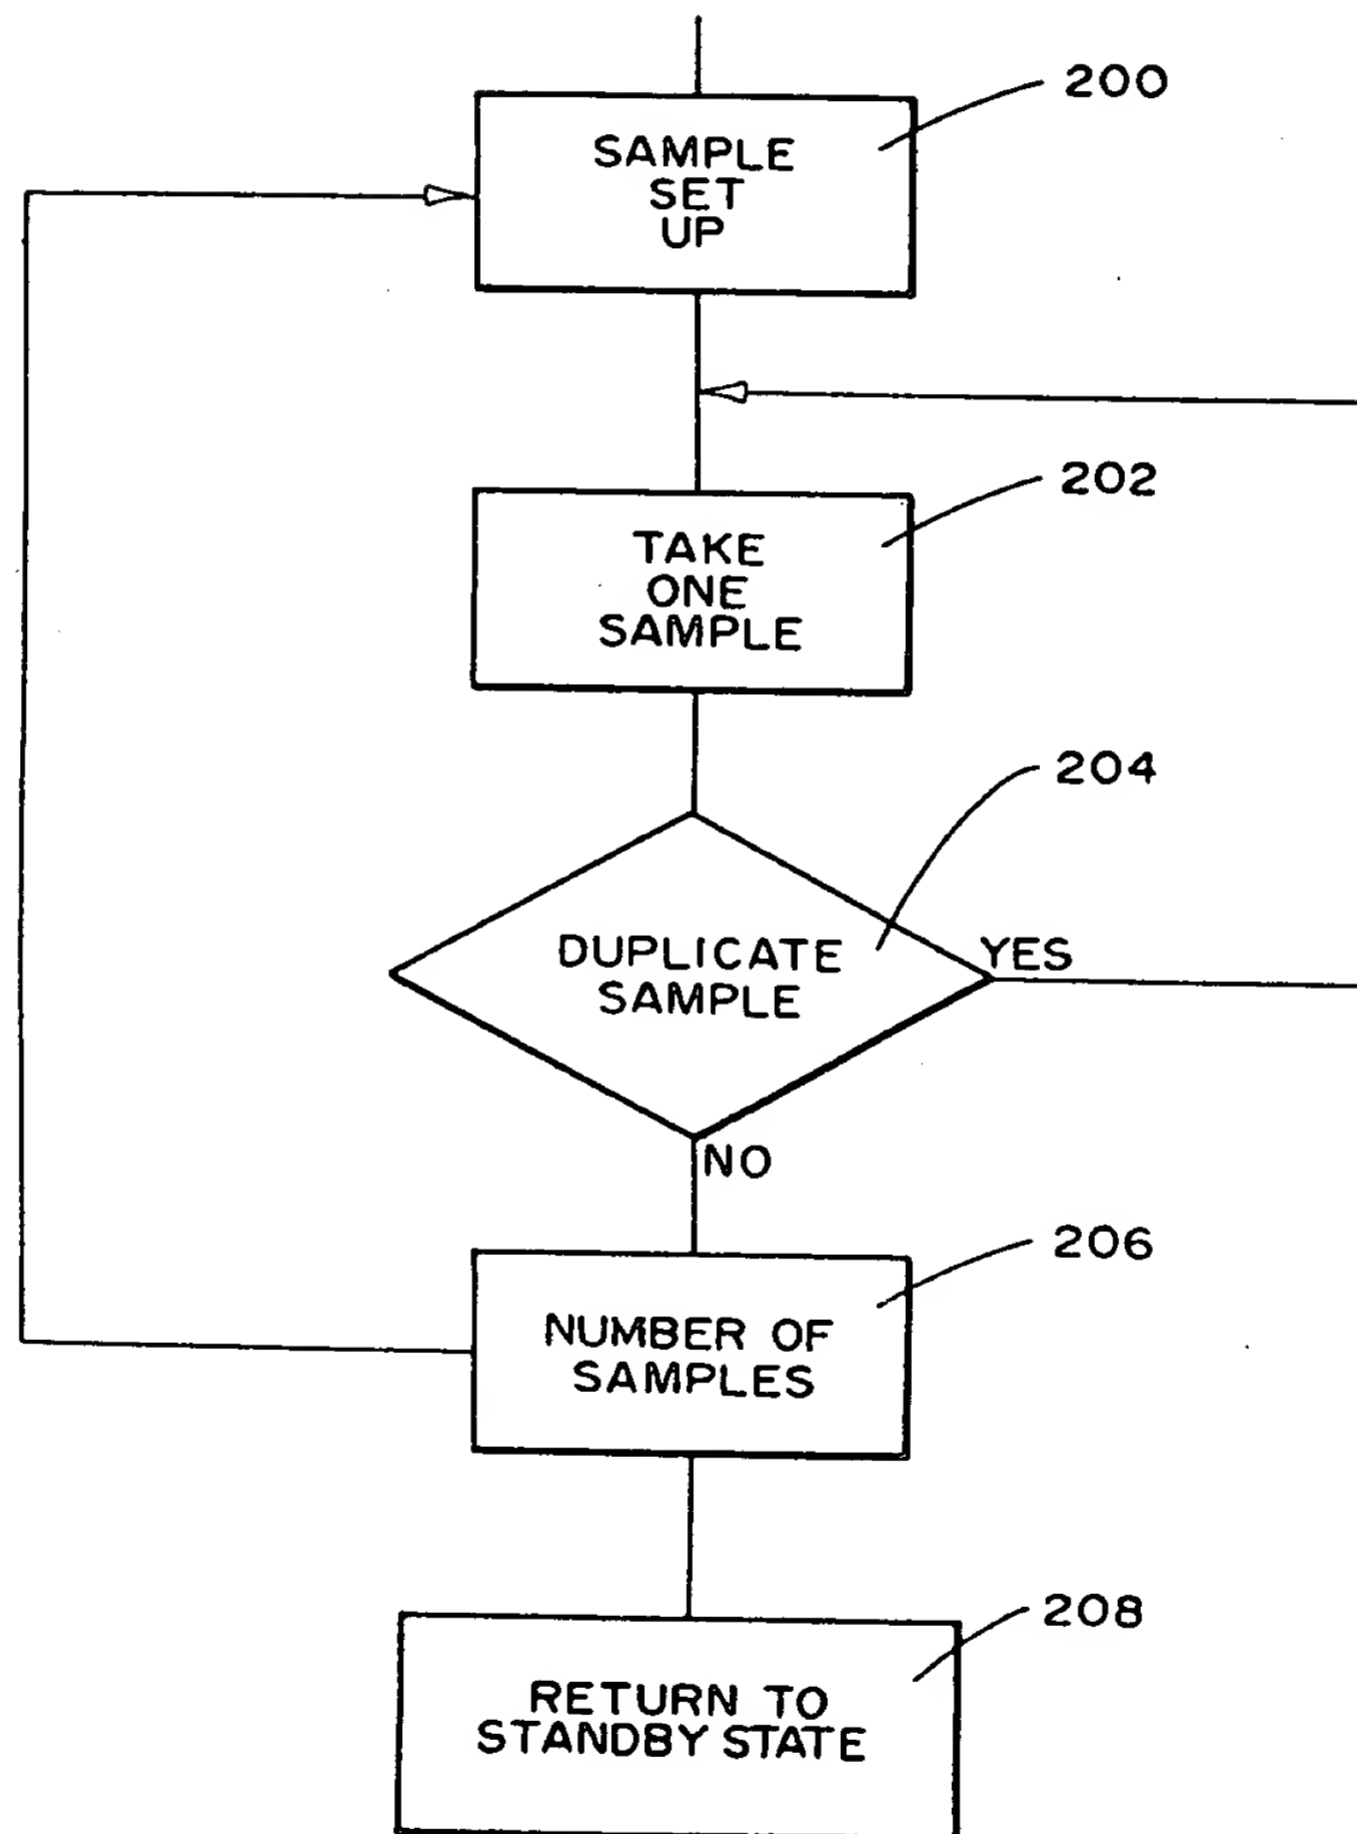 200
SAMPLE
SET
UP
202
TAKE
ONE
SAMPLE
204
DUPLICATE
SAMPLE
YES
NO
206
NUMBER OF
SAMPLES
208
RETURN TO
STANDBY STATE